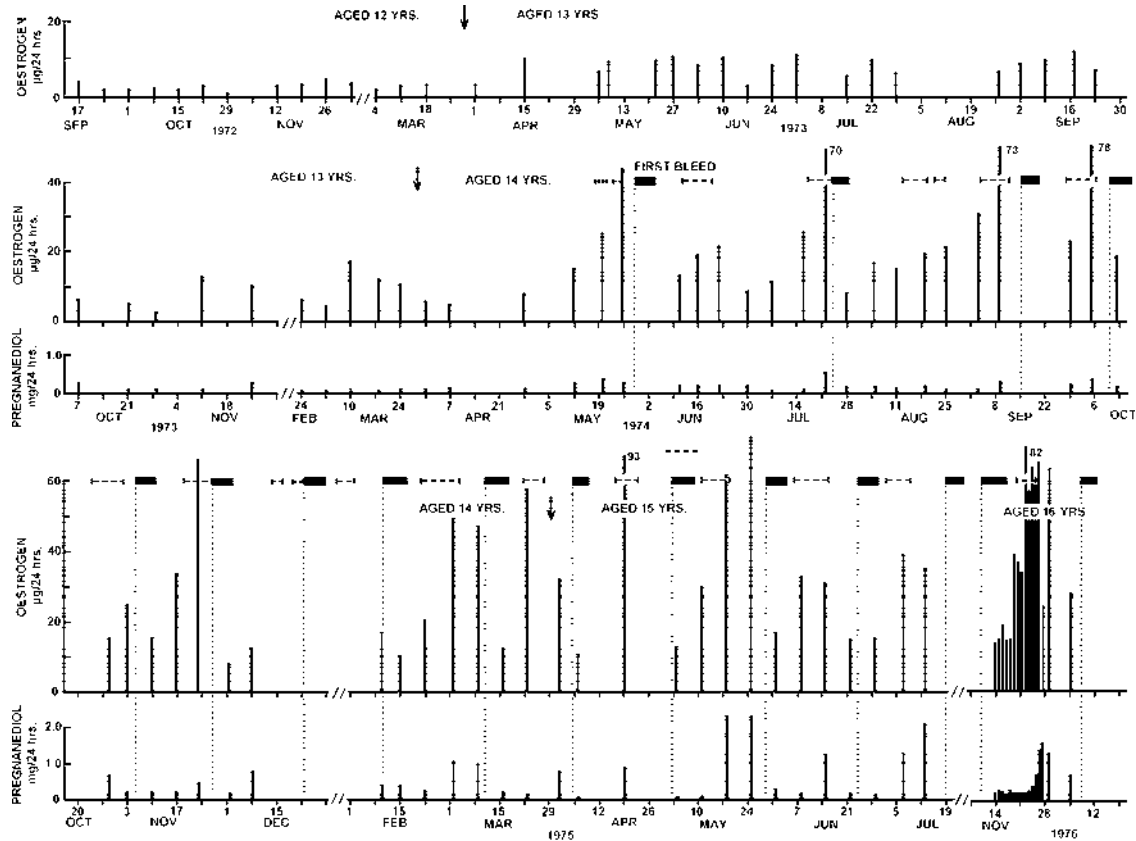 AGED 12 YRS. AGED 13 YRS.
OESTROGEN
µg/24 hrs.
20
10
0
17 1 15 29 12 26 4 18 1 15 29 13 27 10 24 8 22 5 19 2 16 30
SEP OCT NOV MAR APR MAY JUN JUL AUG SEP
1972 1973
AGED 13 YRS. AGED 14 YRS. FIRST BLEED 70 73 78
OESTROGEN
µg/24 hrs.
40
20
0
PREGNANEDIOL
mg/24 hrs.
1.0
0
7 21 4 18 24 10 24 7 21 5 19 2 16 30 14 28 11 25 8 22 6
OCT NOV FEB MAR APR MAY JUN JUL AUG SEP OCT
1973 1974
93 82
AGED 14 YRS. AGED 15 YRS. AGED 16 YRS
OESTROGEN
µg/24 hrs.
60
40
20
0
PREGNANEDIOL
mg/24 hrs.
2.0
1.0
0
20 3 17 1 15 1 15 1 15 29 12 26 10 24 7 21 5 19 14 28 12
OCT NOV DEC FEB MAR APR MAY JUN JUL NOV
1975 1976